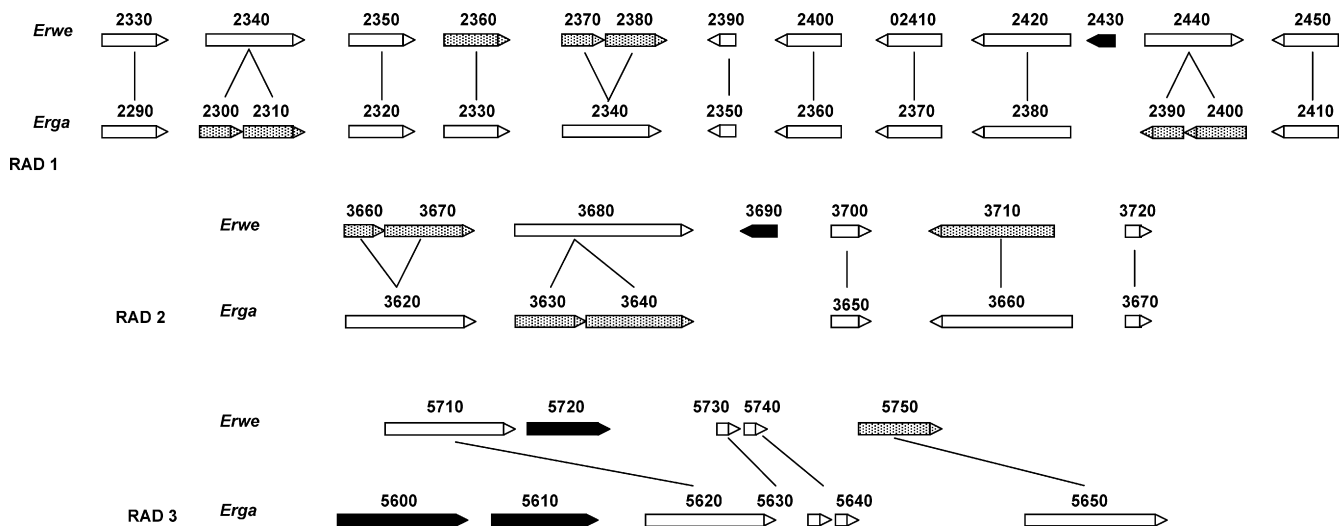 2330 2340 2350 2360 2370 2380 2390 2400 02410 2420 2430 2440 2450
Erwe
2290 2300 2310 2320 2330 2340 2350 2360 2370 2380 2390 2400 2410
Erga
RAD 1
3660 3670 3680 3690 3700 3710 3720
Erwe
3620 3630 3640 3650 3660 3670
RAD 2 Erga
5710 5720 5730 5740 5750
Erwe
5600 5610 5620 5630 5640 5650
RAD 3 Erga